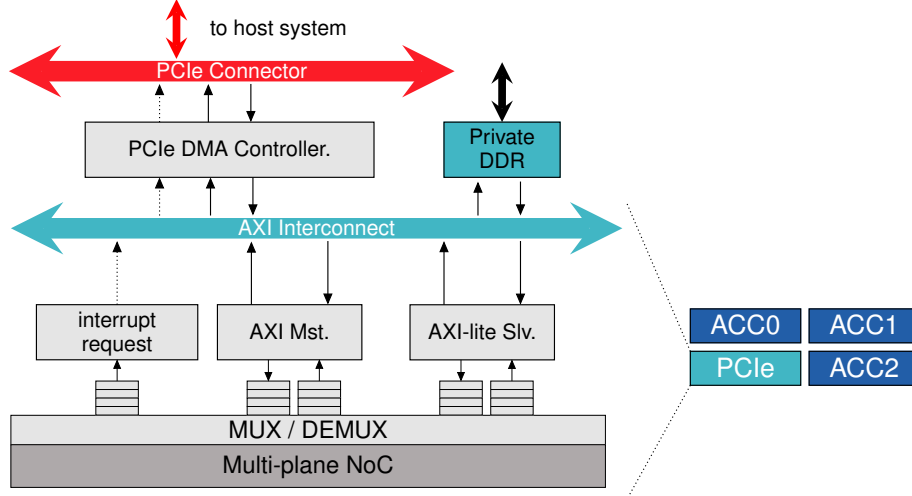 to host system
PCIe Connector
PCIe DMA Controller.
Private
DDR
AXI Interconnect
interrupt
request
AXI Mst.
AXI-lite Slv.
MUX / DEMUX
Multi-plane NoC
ACC0
ACC1
PCIe
ACC2